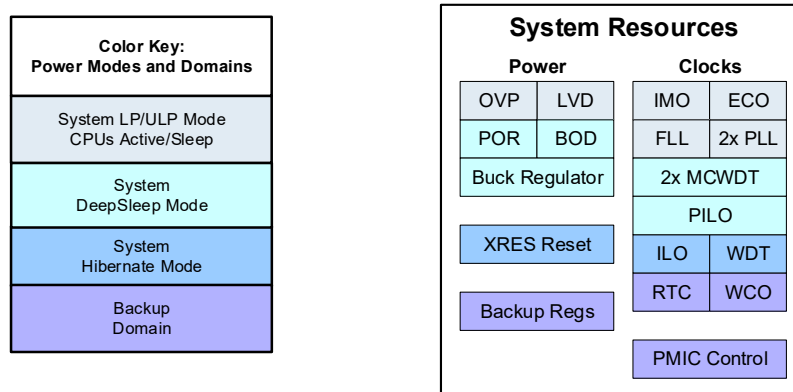 Color Key:
Power Modes and Domains
System LP/ULP Mode
CPUs Active/Sleep
System
DeepSleep Mode
System
Hibernate Mode
Backup
Domain
System Resources
Power
OVP LVD
POR BOD
Buck Regulator
XRES Reset
Backup Regs
Clocks
IMO ECO
FLL 2x PLL
2x MCWDT
PILO
ILO WDT
RTC WCO
PMIC Control